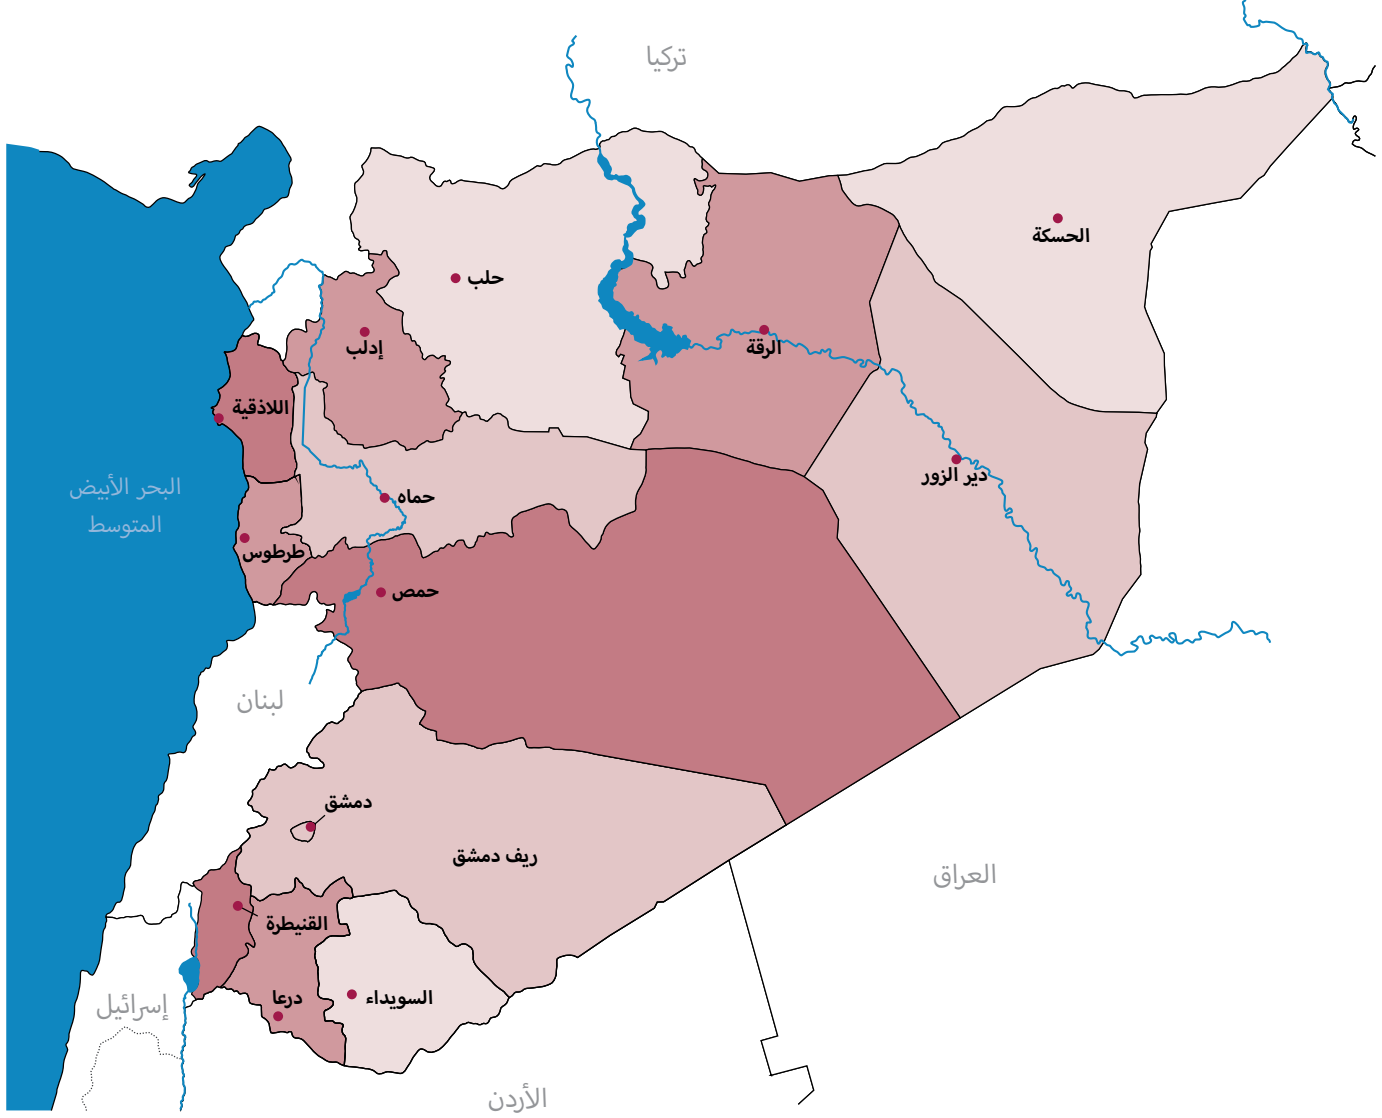 تركيا
الحسكة
حلب
الرقة
إدلب
اللاذقية
دير الزور
البحر الأبيض
المتوسط
حماه
طرطوس
حمص
لبنان
دمشق
ريف دمشق
العراق
القنيطرة
درعا
السويداء
إسرائيل
الأردن